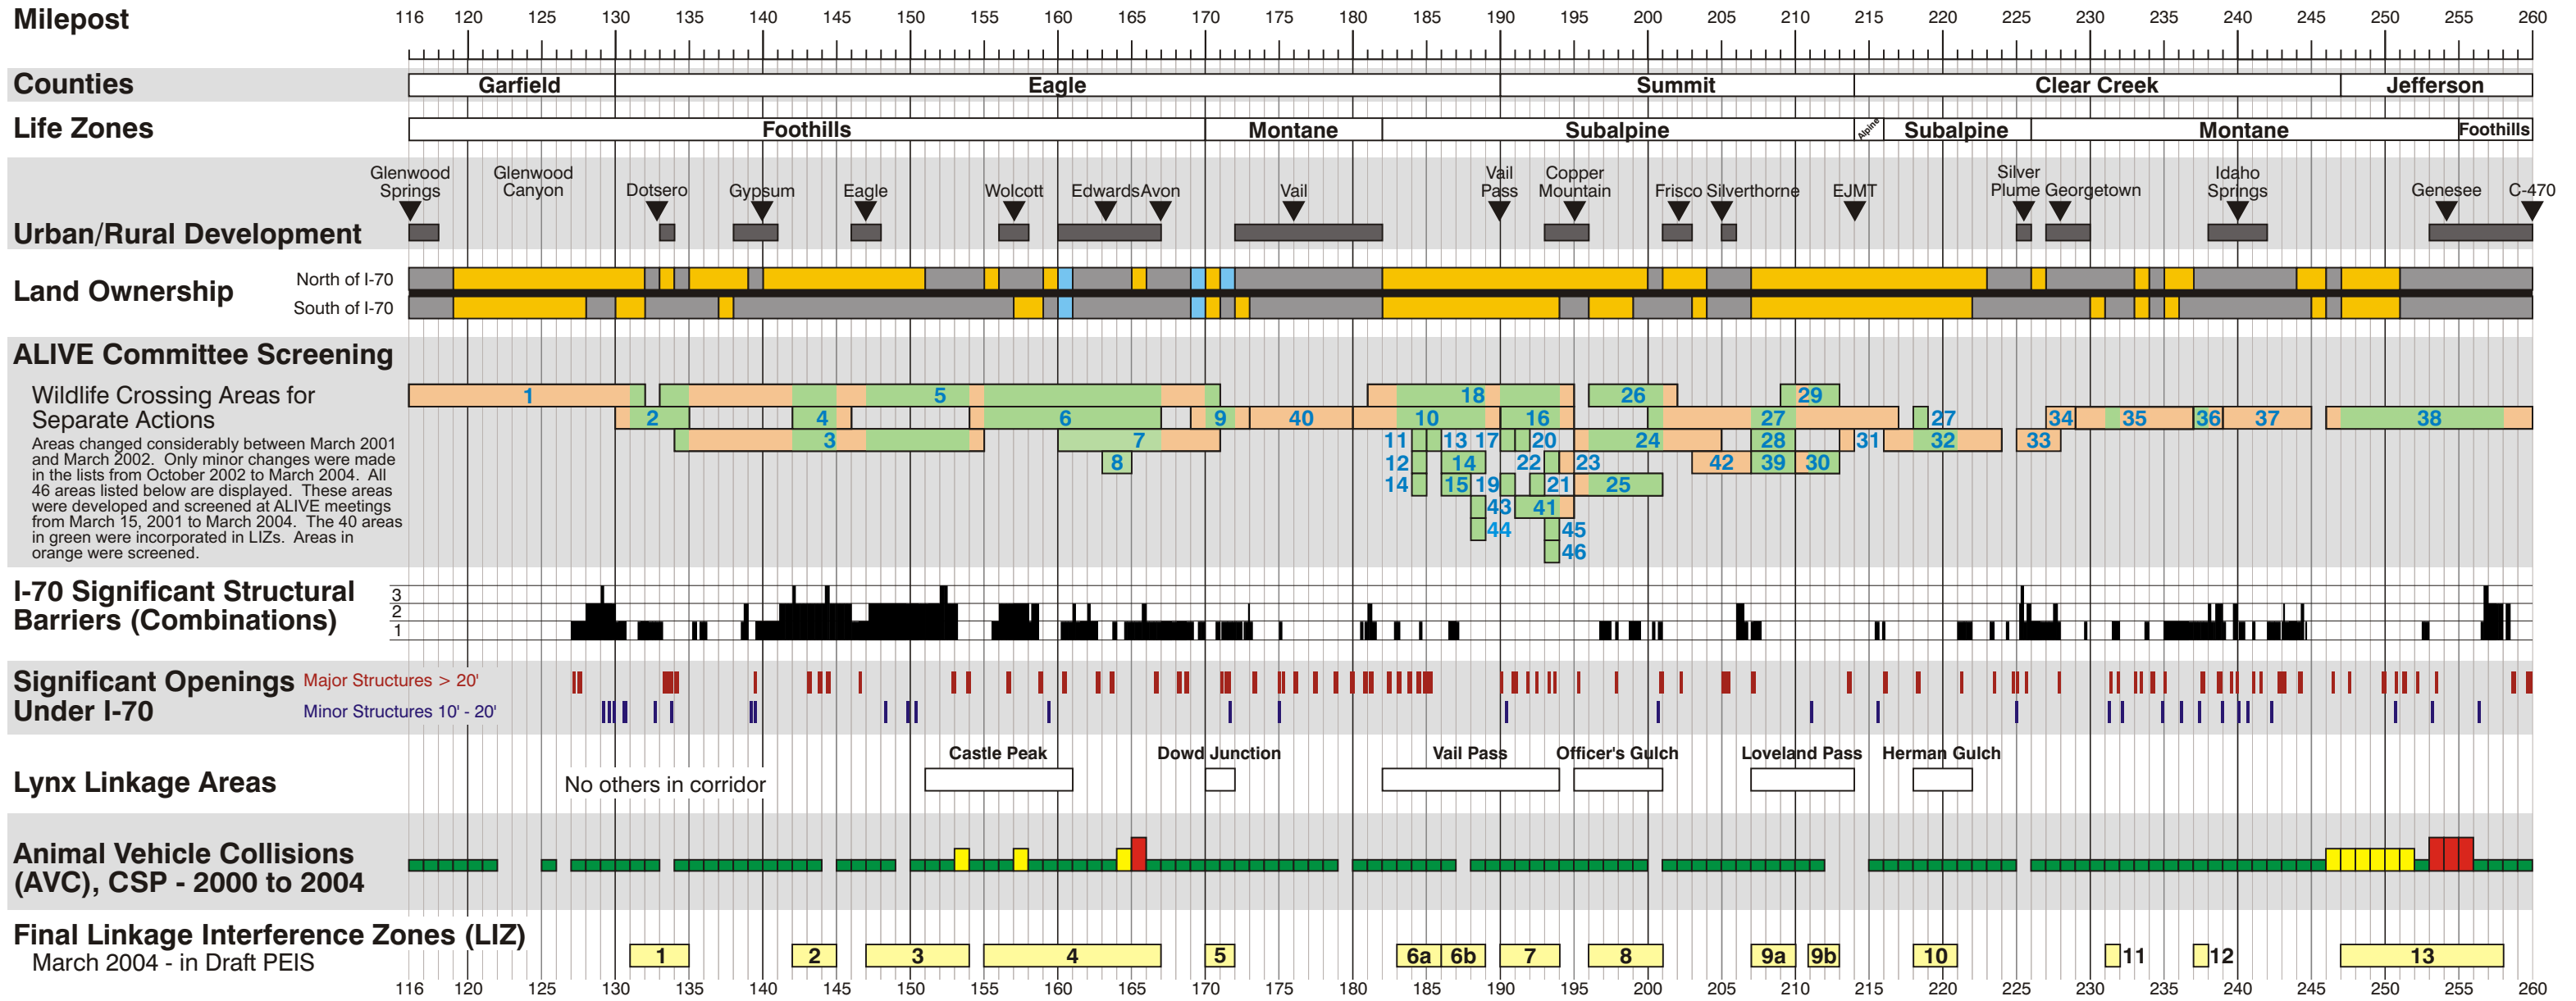 Milepost 116 120 125 130 135 140 145 150 155 160 165 170 175 180 185 190 195 200 205 210 215 220 225 230 235 240 245 250 255 260
Counties Garfield Eagle Summit Clear Creek Jefferson
Life Zones Foothills Montane Subalpine Alpine Subalpine Montane Foothills
Glenwood Springs
Glenwood Canyon
Dotsero
Gypsum
Eagle
Wolcott
Edwards
Avon
Vail
Vail Pass
Copper Mountain
Frisco
Silverthorne
EJMT
Silver Plume
Georgetown
Idaho Springs
Genesee
C-470
Urban/Rural Development
Land Ownership
North of I-70
South of I-70
ALIVE Committee Screening
Wildlife Crossing Areas for
Separate Actions
Areas changed considerably between March 2001
and March 2002. Only minor changes were made
in the lists from October 2002 to March 2004. All
46 areas listed below are displayed. These areas
were developed and screened at ALIVE meetings
from March 15, 2001 to March 2004. The 40 areas
in green were incorporated in LIZs. Areas in
orange were screened.
1 5 18 26 29
2 4 6 9 40 10 16 27 27 34 35 36 37 38
3 7 11 13 17 20 24 28 31 32 33
8 12 14 22 23 42 39 30
14 15 19 21 25
43 41
44 45
46
I-70 Significant Structural
Barriers (Combinations)
3
2
1
Significant Openings
Under I-70
Major Structures > 20'
Minor Structures 10' - 20'
Castle Peak Dowd Junction Vail Pass Officer's Gulch Loveland Pass Herman Gulch
Lynx Linkage Areas
No others in corridor
Animal Vehicle Collisions
(AVC), CSP - 2000 to 2004
Final Linkage Interference Zones (LIZ)
March 2004 - in Draft PEIS
1 2 3 4 5 6a 6b 7 8 9a 9b 10 11 12 13
116 120 125 130 135 140 145 150 155 160 165 170 175 180 185 190 195 200 205 210 215 220 225 230 235 240 245 250 255 260